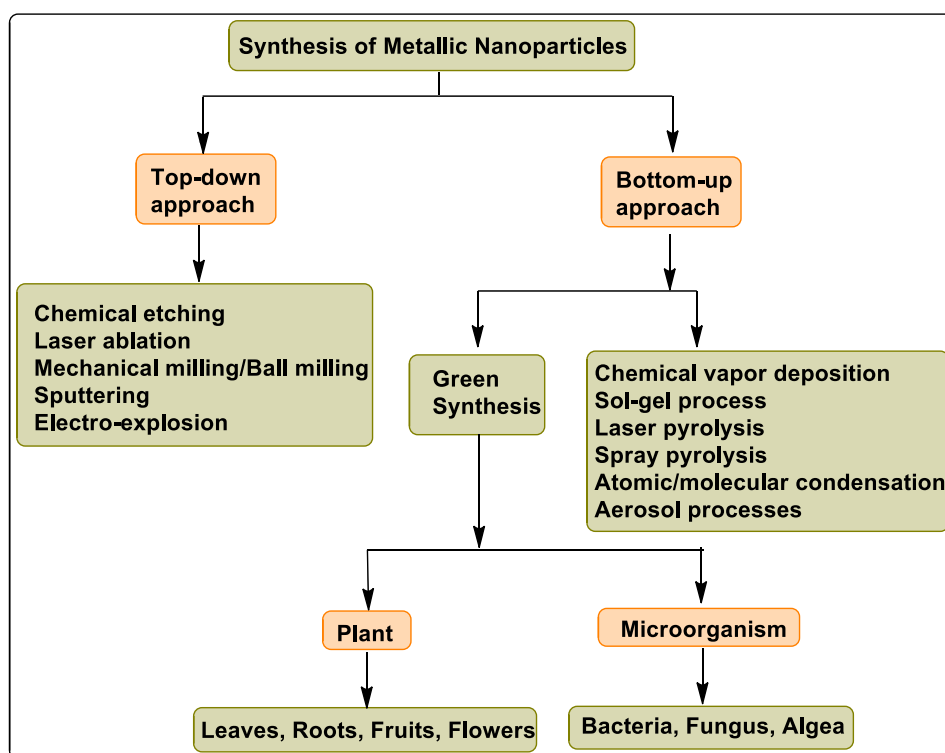 Synthesis of Metallic Nanoparticles
Top-down
approach
Bottom-up
approach
Chemical etching
Laser ablation
Mechanical milling/Ball milling
Sputtering
Electro-explosion
Green
Synthesis
Chemical vapor deposition
Sol-gel process
Laser pyrolysis
Spray pyrolysis
Atomic/molecular condensation
Aerosol processes
Plant
Microorganism
Leaves, Roots, Fruits, Flowers
Bacteria, Fungus, Algea